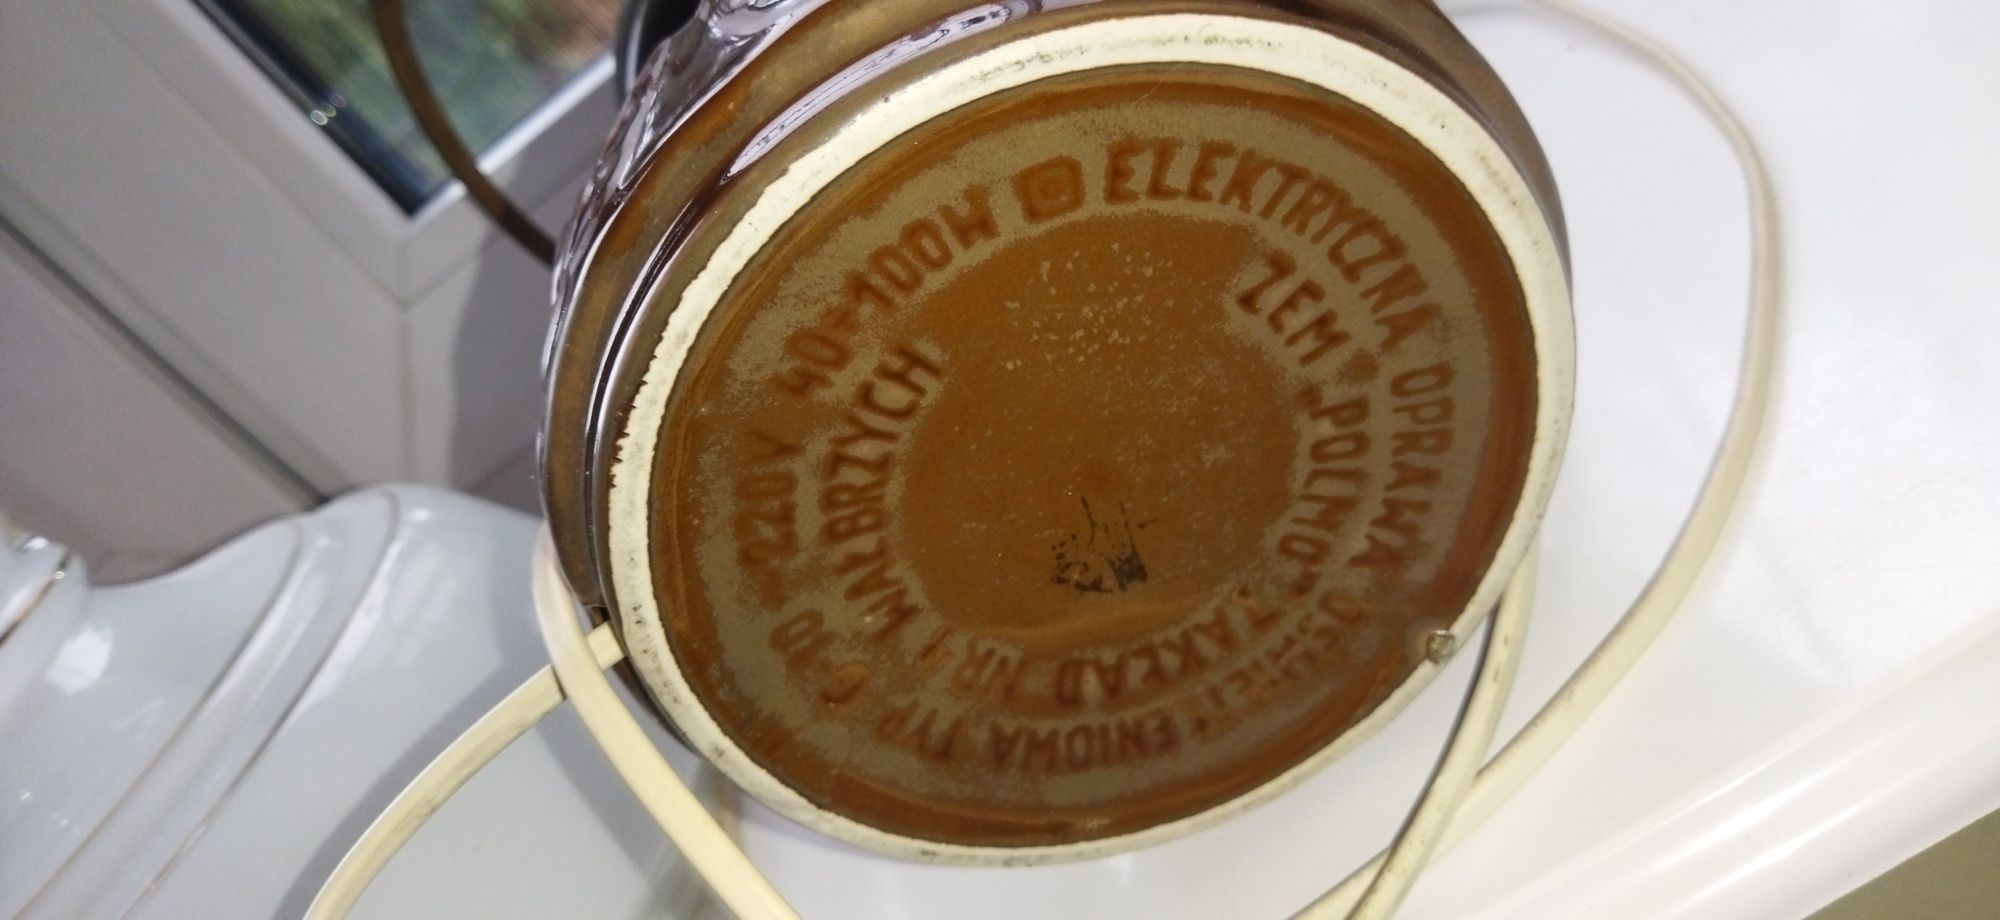 ELEKTRYCZNA OPRAWA OŚWIETLENIOWA TYP ~220V 40÷100W
ZEM „POLMO" ZAKŁAD NR 1 WAŁBRZYCH